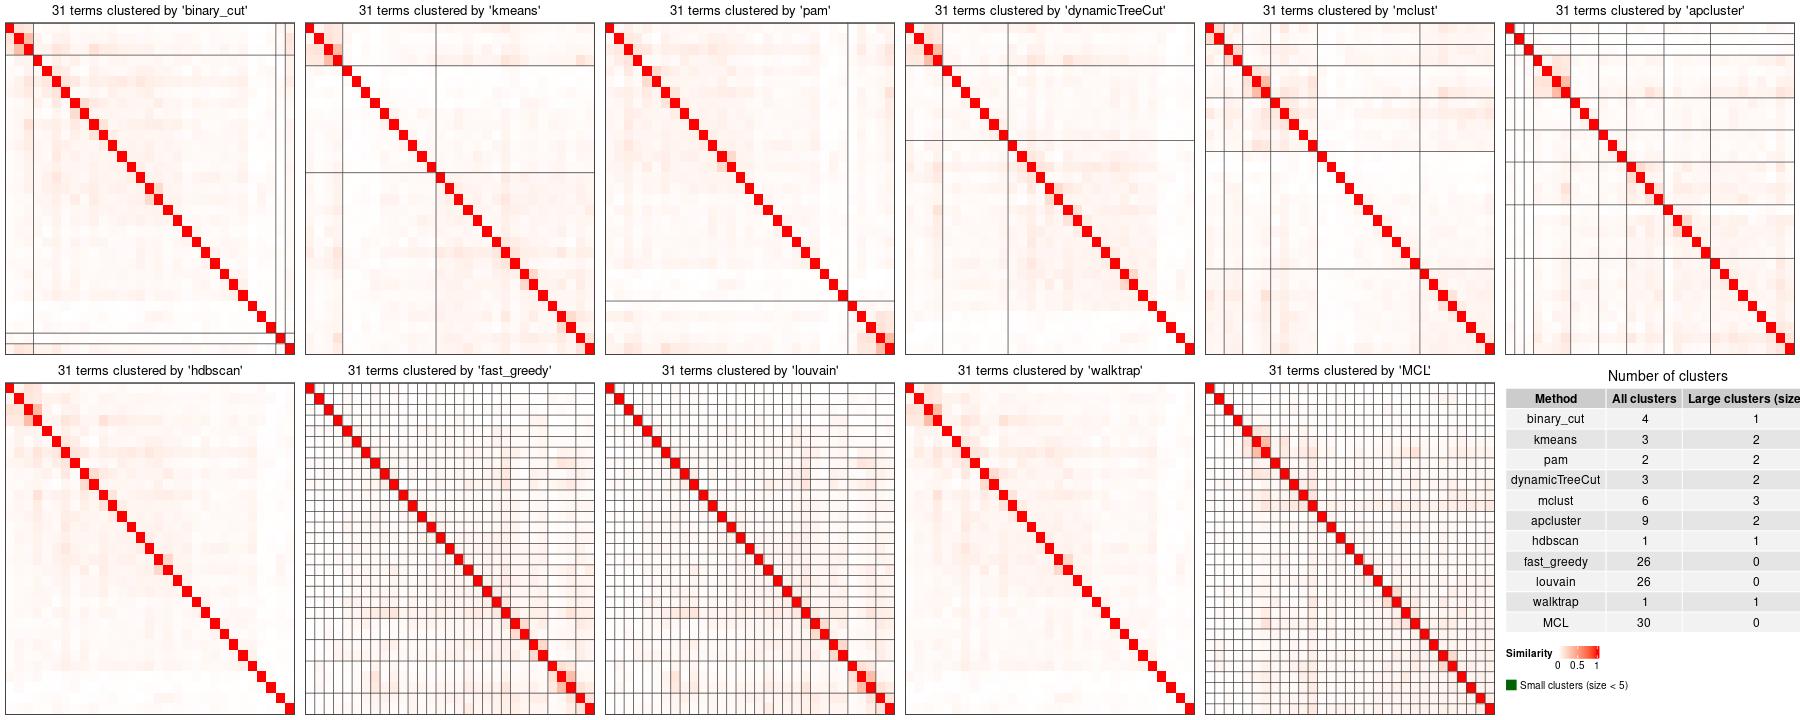 31 terms clustered by 'binary_cut'
31 terms clustered by 'kmeans'
31 terms clustered by 'pam'
31 terms clustered by 'dynamicTreeCut'
31 terms clustered by 'mclust'
31 terms clustered by 'apcluster'
31 terms clustered by 'hdbscan'
31 terms clustered by 'fast_greedy'
31 terms clustered by 'louvain'
31 terms clustered by 'walktrap'
31 terms clustered by 'MCL'
Number of clusters
Method All clusters Large clusters (size
binary_cut 4 1
kmeans 3 2
pam 2 2
dynamicTreeCut 3 2
mclust 6 3
apcluster 9 2
hdbscan 1 1
fast_greedy 26 0
louvain 26 0
walktrap 1 1
MCL 30 0
Similarity
0 0.5 1
Small clusters (size < 5)